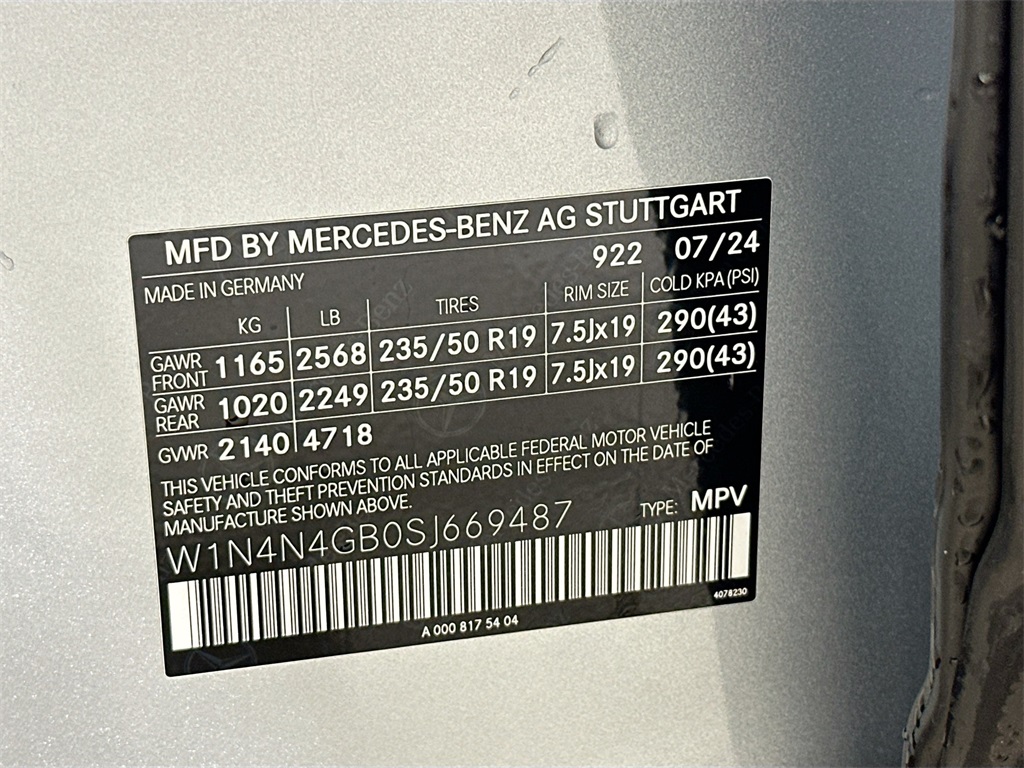 MFD BY MERCEDES-BENZ AG STUTTGART
922 07/24
MADE IN GERMANY
KG LB TIRES RIM SIZE COLD KPA (PSI)
GAWR FRONT 1165 2568 235/50 R19 7.5Jx19 290(43)
GAWR REAR 1020 2249 235/50 R19 7.5Jx19 290(43)
GVWR 2140 4718
THIS VEHICLE CONFORMS TO ALL APPLICABLE FEDERAL MOTOR VEHICLE
SAFETY AND THEFT PREVENTION STANDARDS IN EFFECT ON THE DATE OF
MANUFACTURE SHOWN ABOVE.
W1N4N4GB0SJ669487 TYPE: MPV
4078230
A 000 817 54 04